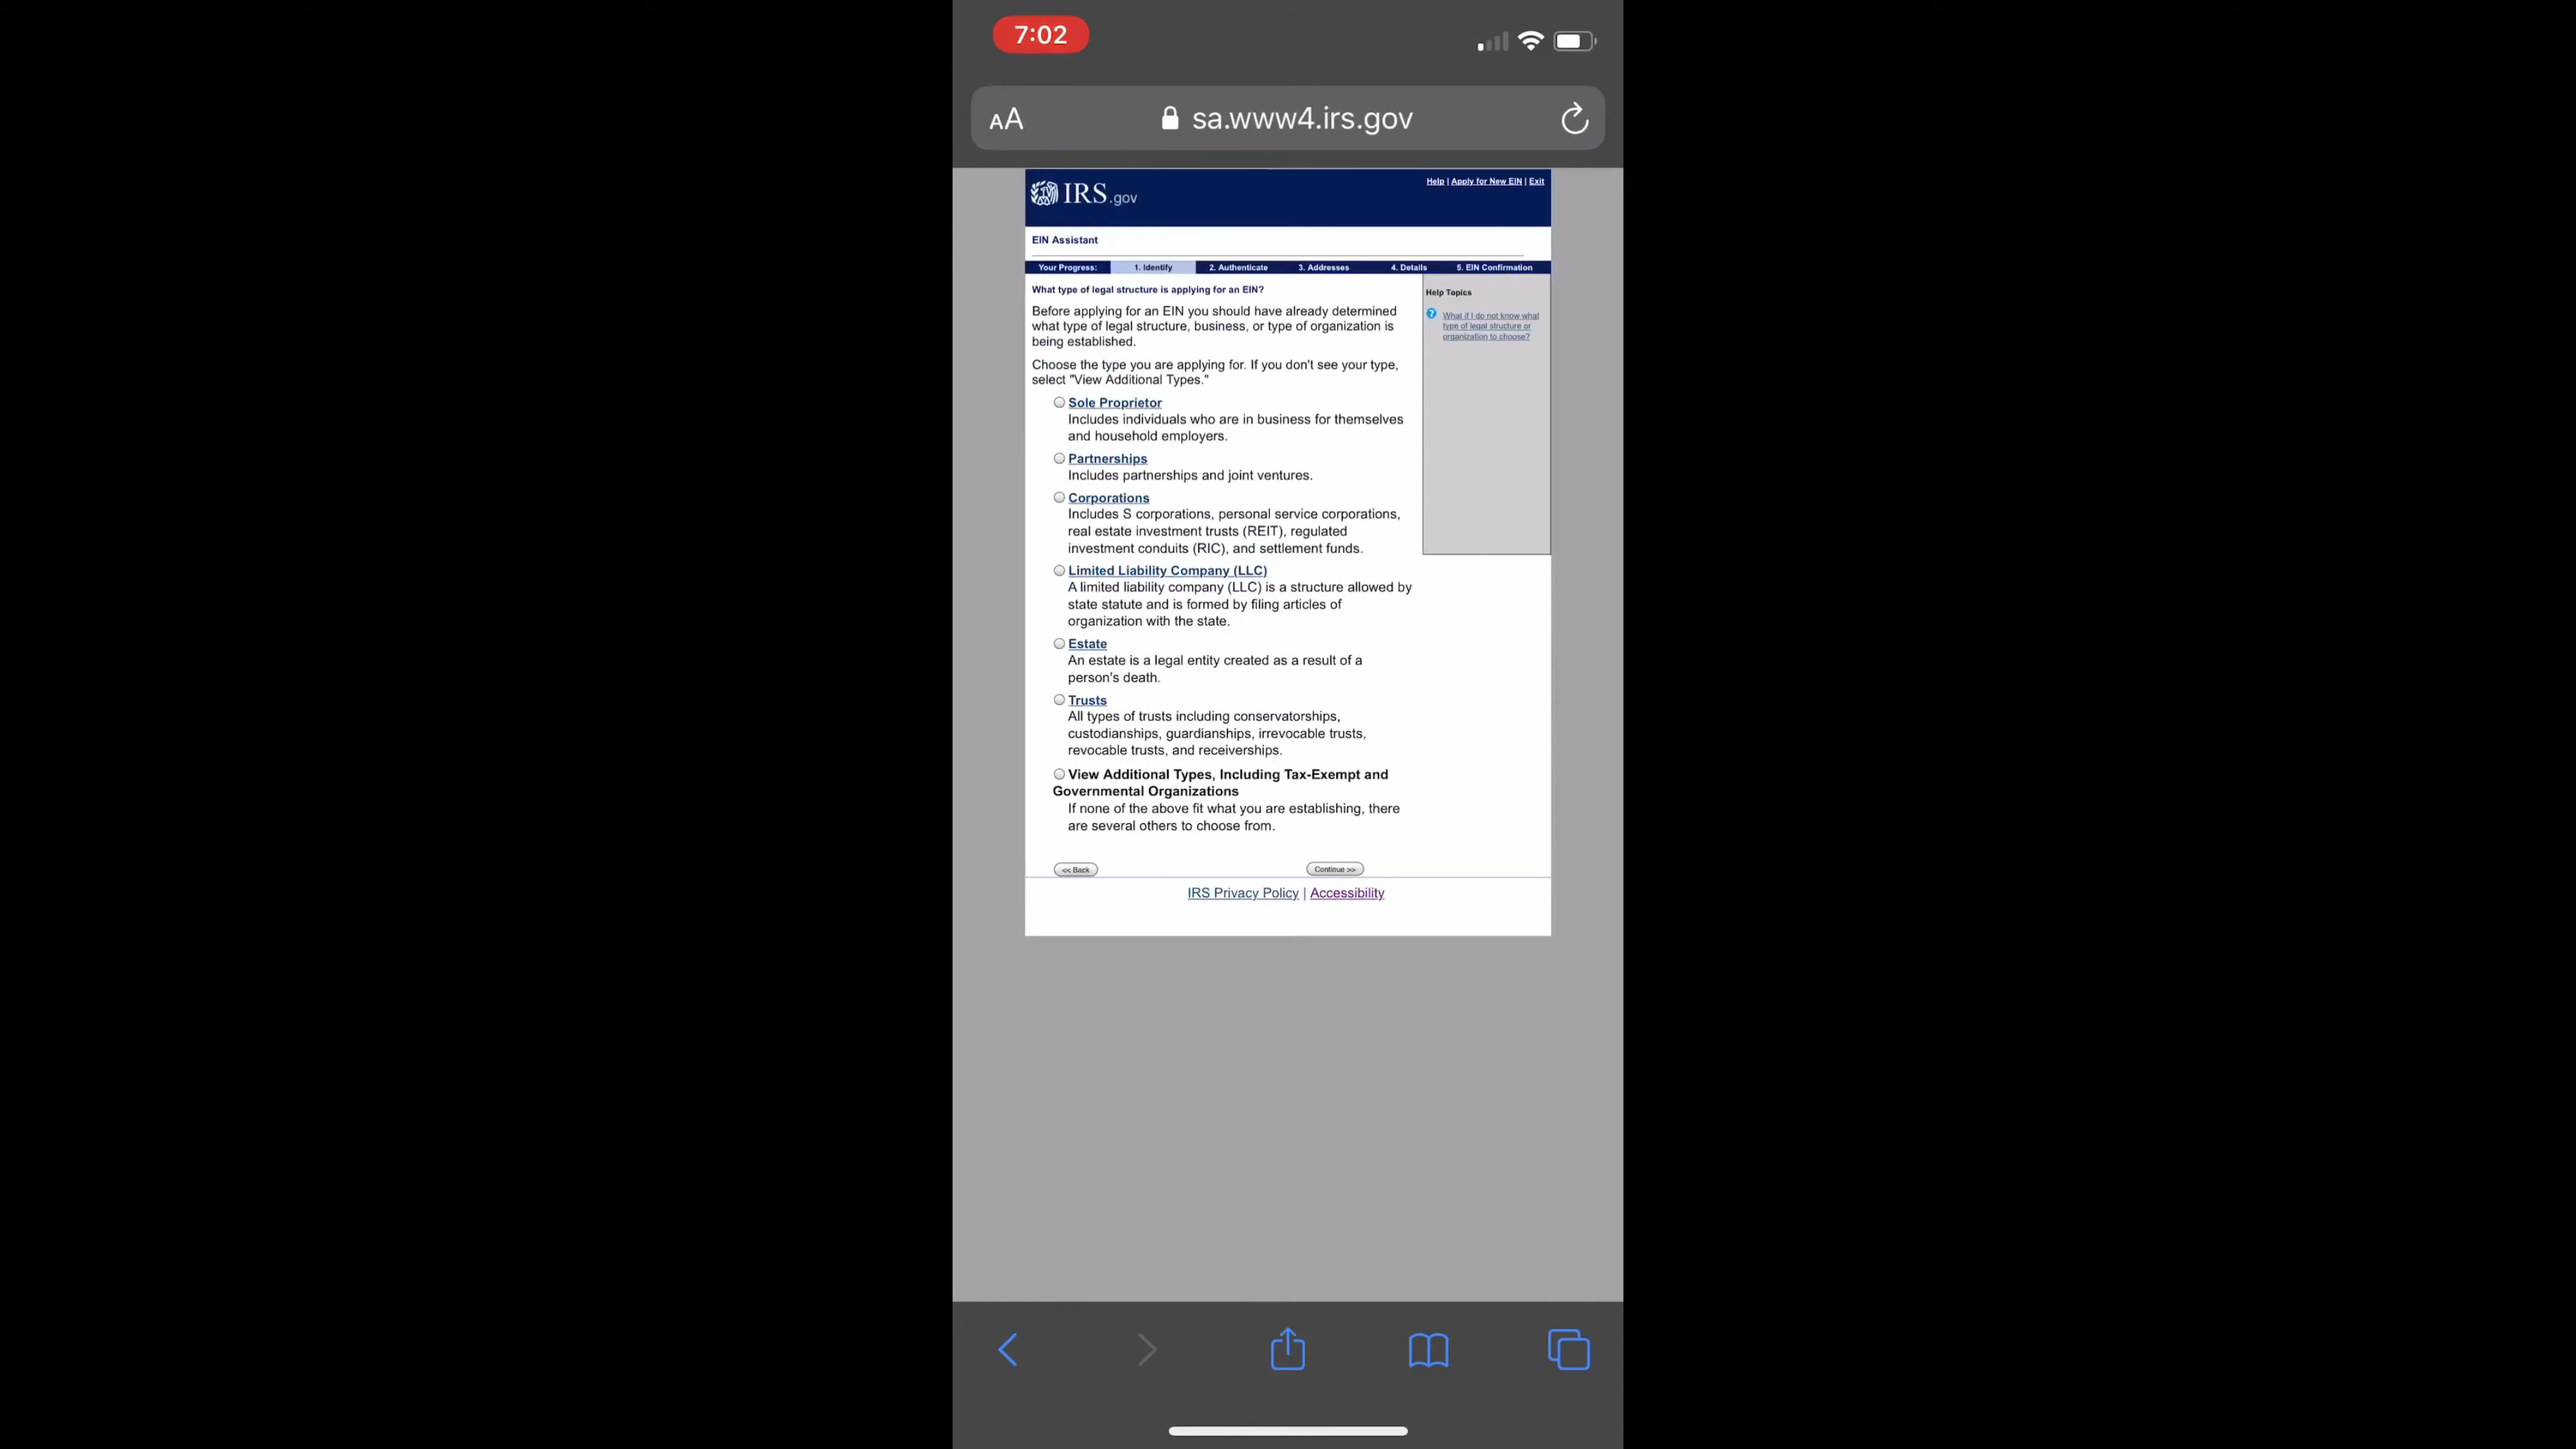 7:02
AA
sa.www4.irs.gov
IRS.gov
Help | Apply for New EIN | Exit
EIN Assistant
Your Progress: 1. Identify 2. Authenticate 3. Addresses 4. Details 5. EIN Confirmation
What type of legal structure is applying for an EIN?
Before applying for an EIN you should have already determined
what type of legal structure, business, or type of organization is
being established.
Choose the type you are applying for. If you don't see your type,
select "View Additional Types."
Sole Proprietor
Includes individuals who are in business for themselves
and household employers.
Partnerships
Includes partnerships and joint ventures.
Corporations
Includes S corporations, personal service corporations,
real estate investment trusts (REIT), regulated
investment conduits (RIC), and settlement funds.
Limited Liability Company (LLC)
A limited liability company (LLC) is a structure allowed by
state statute and is formed by filing articles of
organization with the state.
Estate
An estate is a legal entity created as a result of a
person's death.
Trusts
All types of trusts including conservatorships,
custodianships, guardianships, irrevocable trusts,
revocable trusts, and receiverships.
View Additional Types, Including Tax-Exempt and
Governmental Organizations
If none of the above fit what you are establishing, there
are several others to choose from.
Help Topics
?
What if I do not know what
type of legal structure or
organization to choose?
<< Back
Continue >>
IRS Privacy Policy | Accessibility